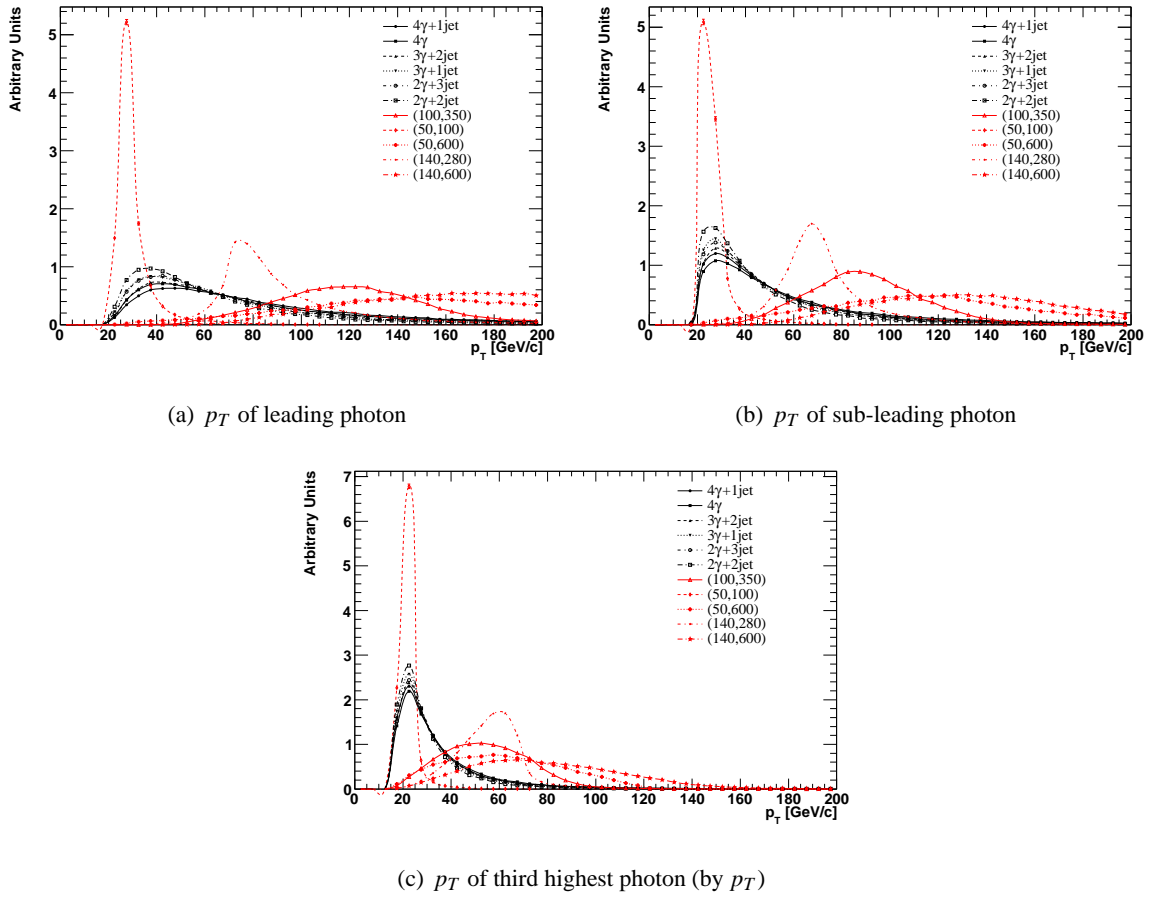 Arbitrary Units
5
4
3
2
1
0
0 20 40 60 80 100 120 140 160 180 200
p_T [GeV/c]
4γ+1jet
4γ
3γ+2jet
3γ+1jet
2γ+3jet
2γ+2jet
(100,350)
(50,100)
(50,600)
(140,280)
(140,600)
(a) p_T of leading photon
Arbitrary Units
5
4
3
2
1
0
0 20 40 60 80 100 120 140 160 180 200
p_T [GeV/c]
4γ+1jet
4γ
3γ+2jet
3γ+1jet
2γ+3jet
2γ+2jet
(100,350)
(50,100)
(50,600)
(140,280)
(140,600)
(b) p_T of sub-leading photon
Arbitrary Units
7
6
5
4
3
2
1
0
0 20 40 60 80 100 120 140 160 180 200
p_T [GeV/c]
4γ+1jet
4γ
3γ+2jet
3γ+1jet
2γ+3jet
2γ+2jet
(100,350)
(50,100)
(50,600)
(140,280)
(140,600)
(c) p_T of third highest photon (by p_T)